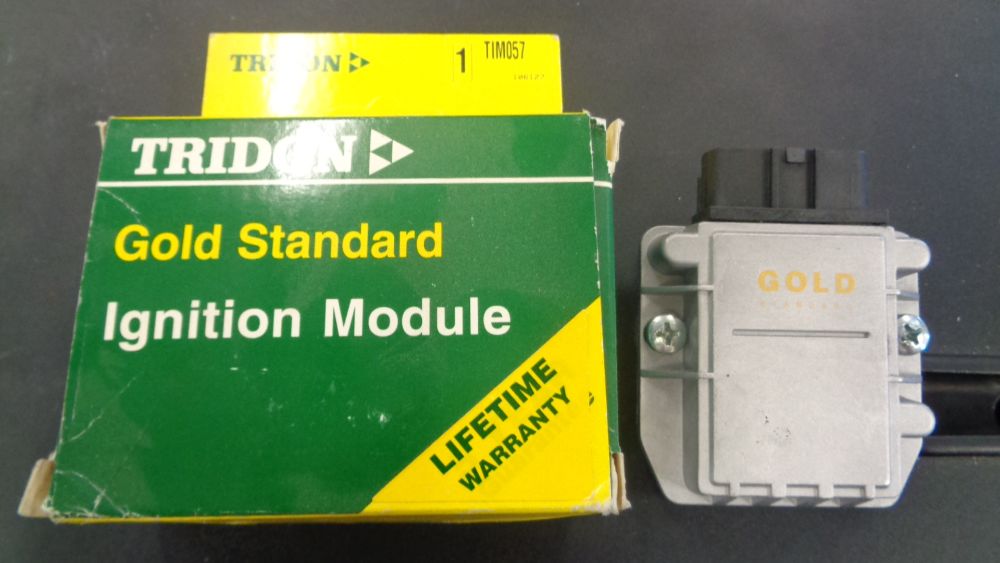 TRIDON
1
TIM057
TRIDON
Gold Standard
Ignition Module
LIFETIME
WARRANTY
GOLD